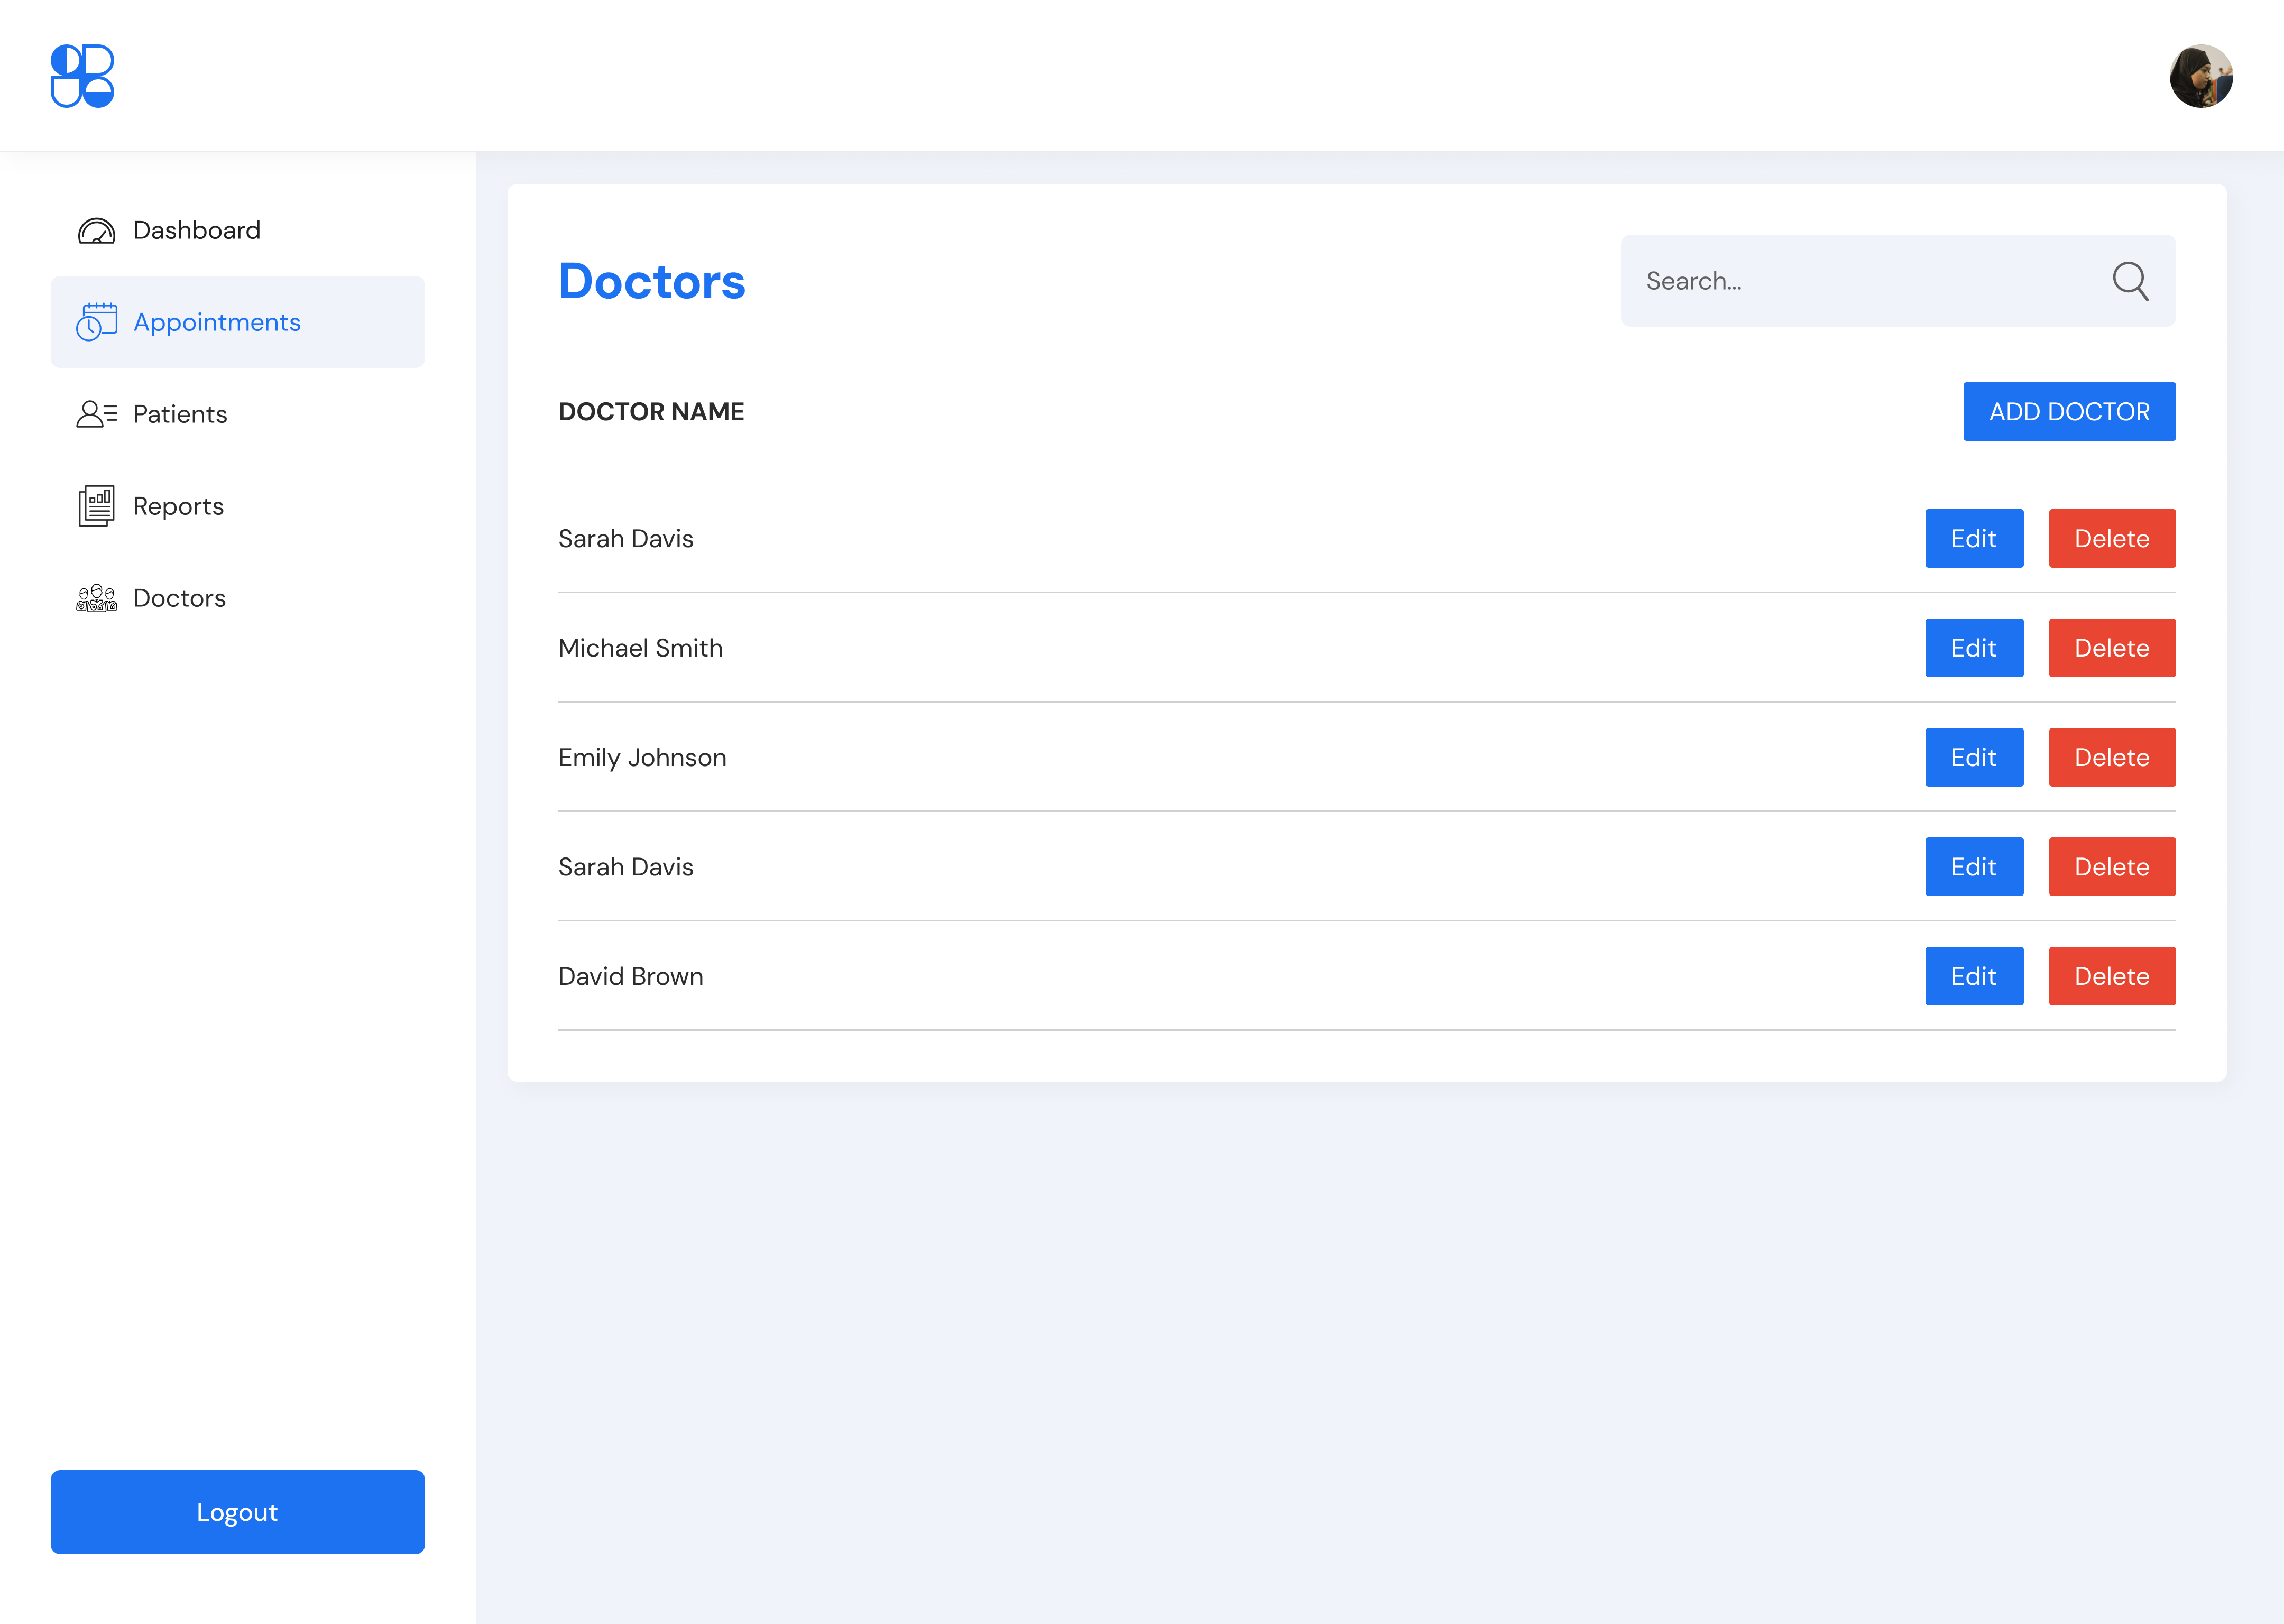 Dashboard
Appointments
Patients
Reports
Doctors
Logout
Doctors
Search...
DOCTOR NAME
ADD DOCTOR
Sarah Davis
Edit
Delete
Michael Smith
Edit
Delete
Emily Johnson
Edit
Delete
Sarah Davis
Edit
Delete
David Brown
Edit
Delete